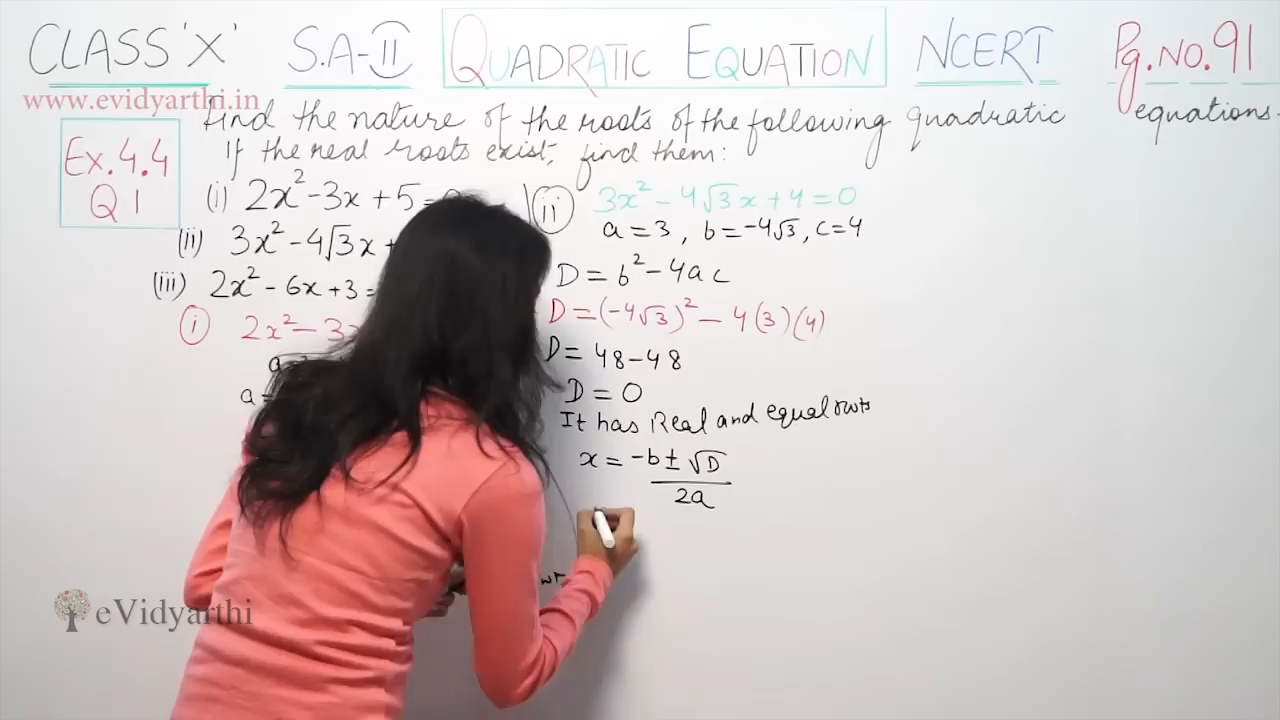 CLASS 'X' S.A-II QUADRATIC EQUATION NCERT Pg.NO.91
www.evidyarthi.in
Find the nature of the roots of the following quadratic equations.
If the real roots exist, find them:
Ex.4.4
Q1
(i) 2x²-3x+5=
(ii) 3x²-4√3x+
(iii) 2x²-6x+3=
(i) 2x²-3x
a=
ii 3x²-4√3x+4=0
a=3, b=-4√3, c=4
D=b²-4ac
D=(-4√3)²-4(3)(4)
D=48-48
D=0
It has Real and equal roots
x = -b±√D
2a
eVidyarthi